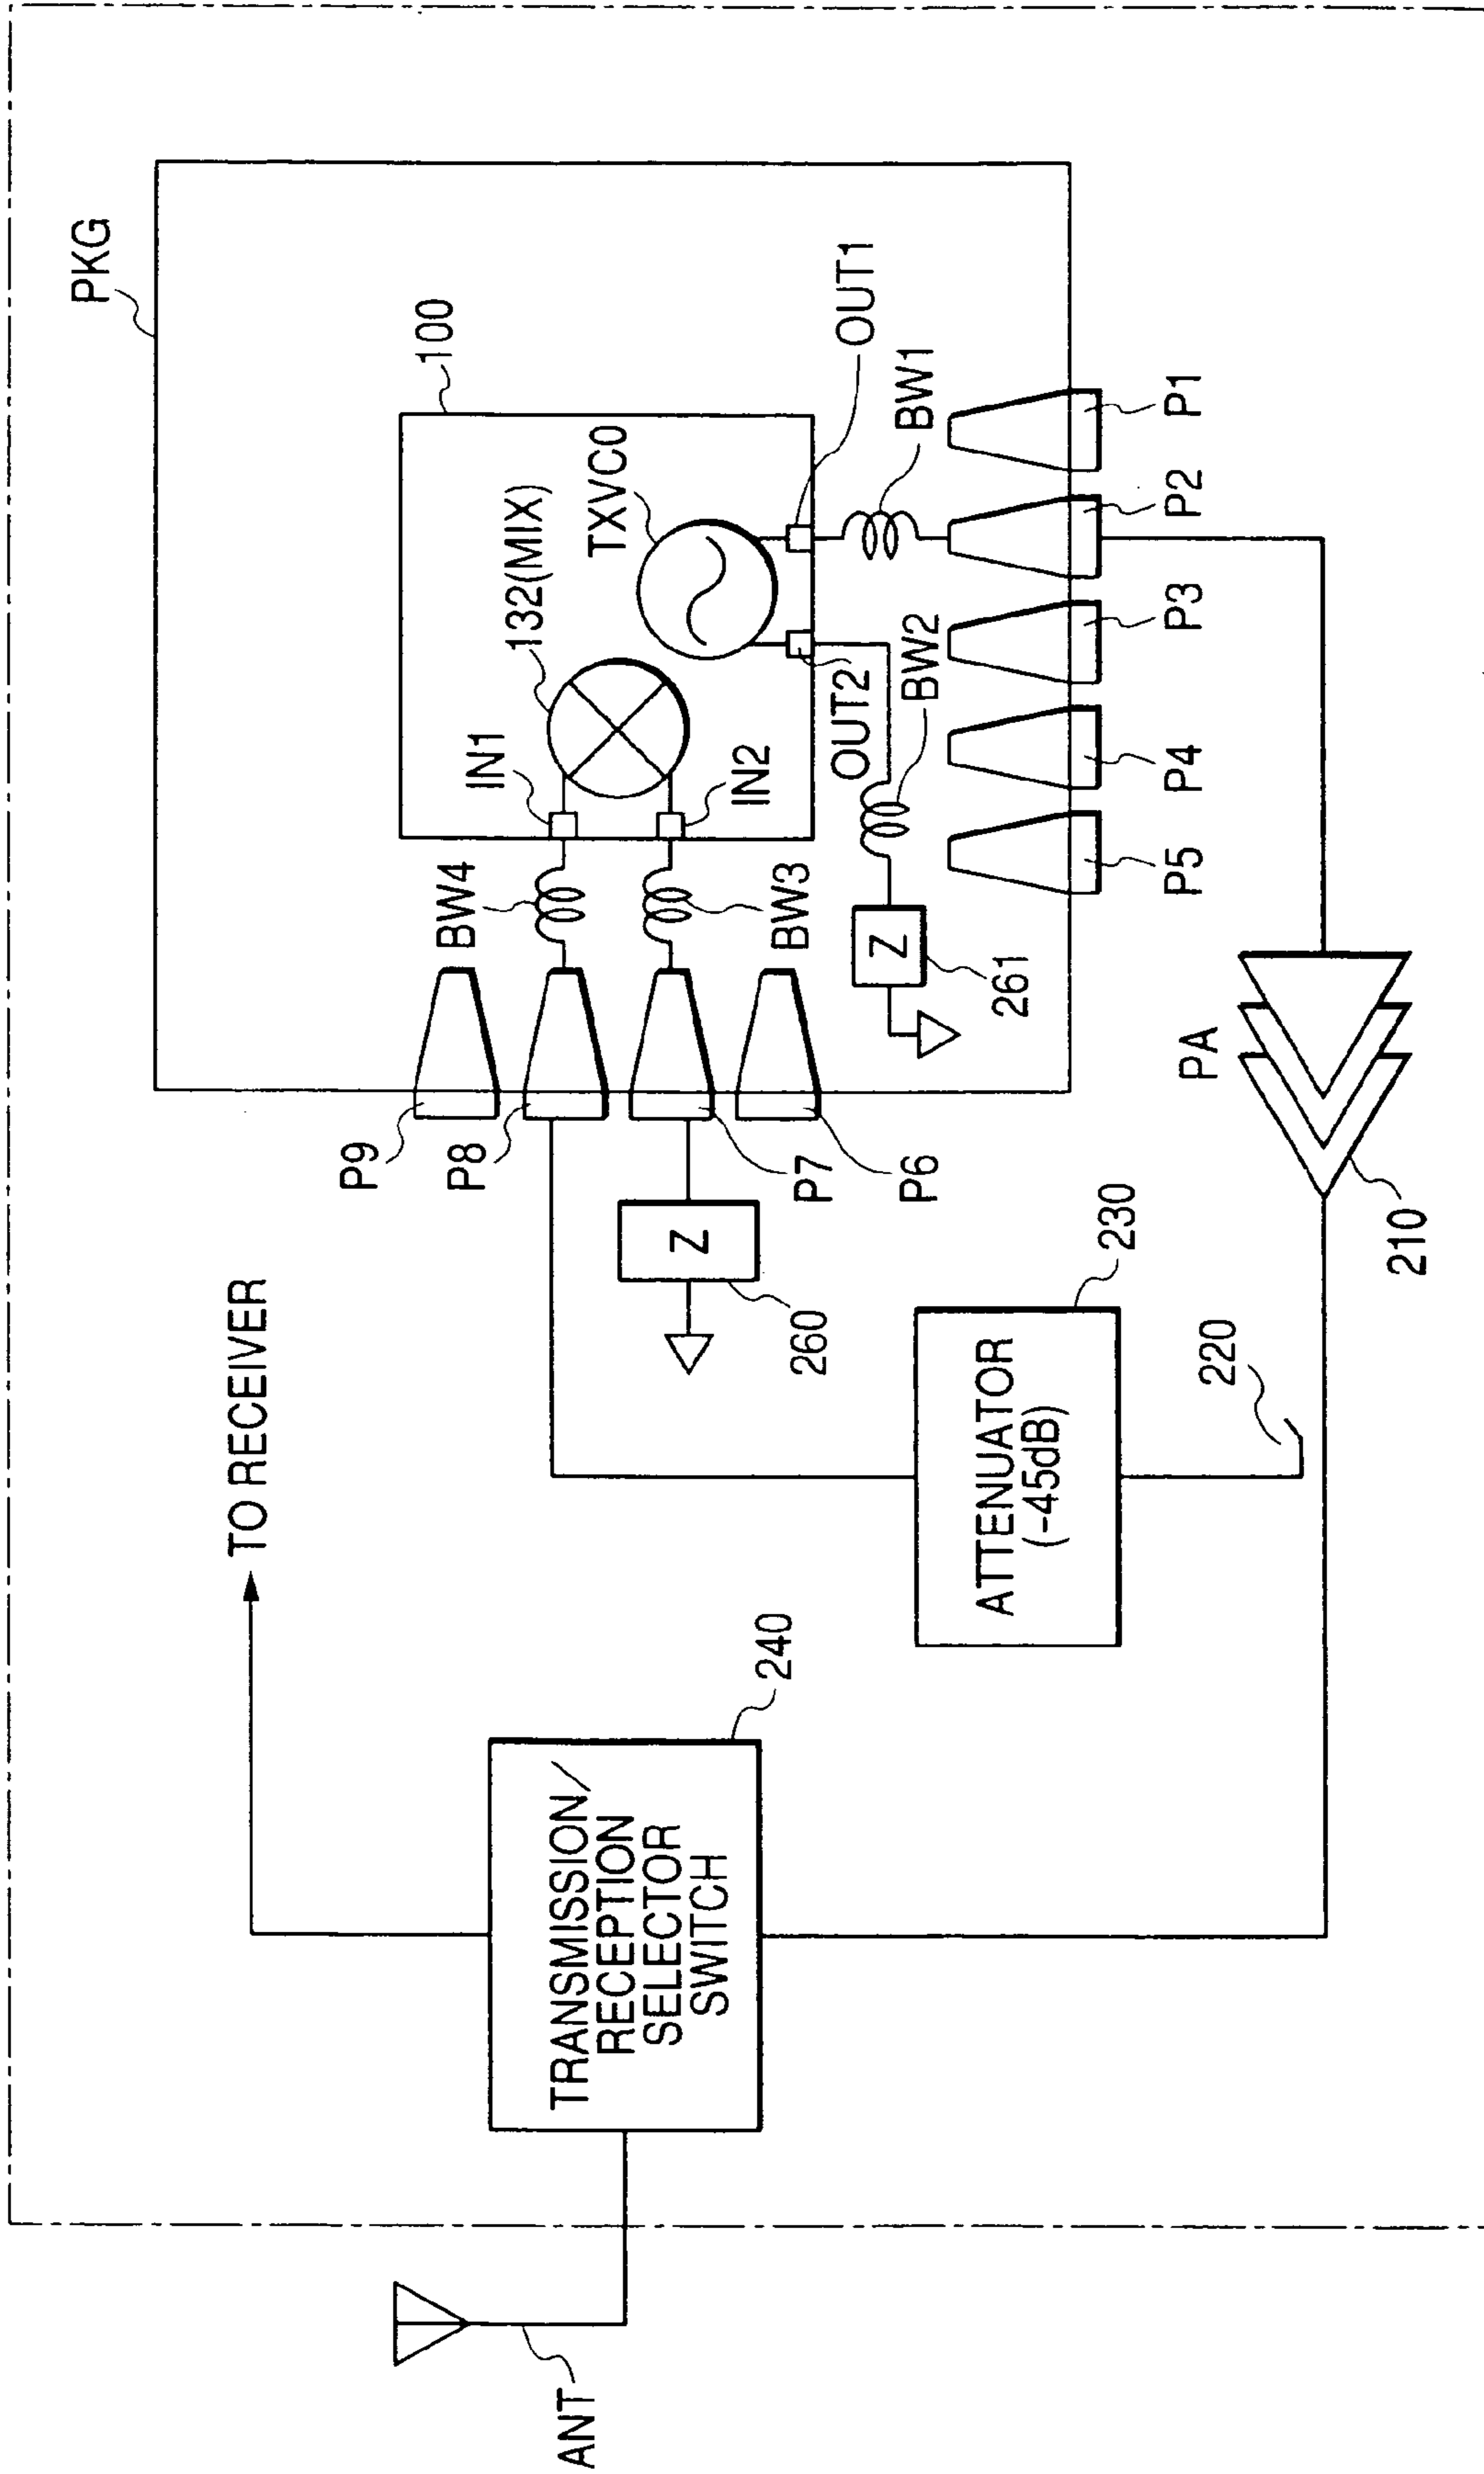 PKG
100
132(MIX)
TXVCO
OUT1
BW1
IN1
IN2
OUT2
BW2
BW4
BW3
Z
261
P1
P2
P3
P4
P5
P9
P8
P7
P6
PA
210
TO RECEIVER
Z
260
ATTENUATOR
(-45dB)
230
220
TRANSMISSION/
RECEPTION
SELECTOR
SWITCH
240
ANT